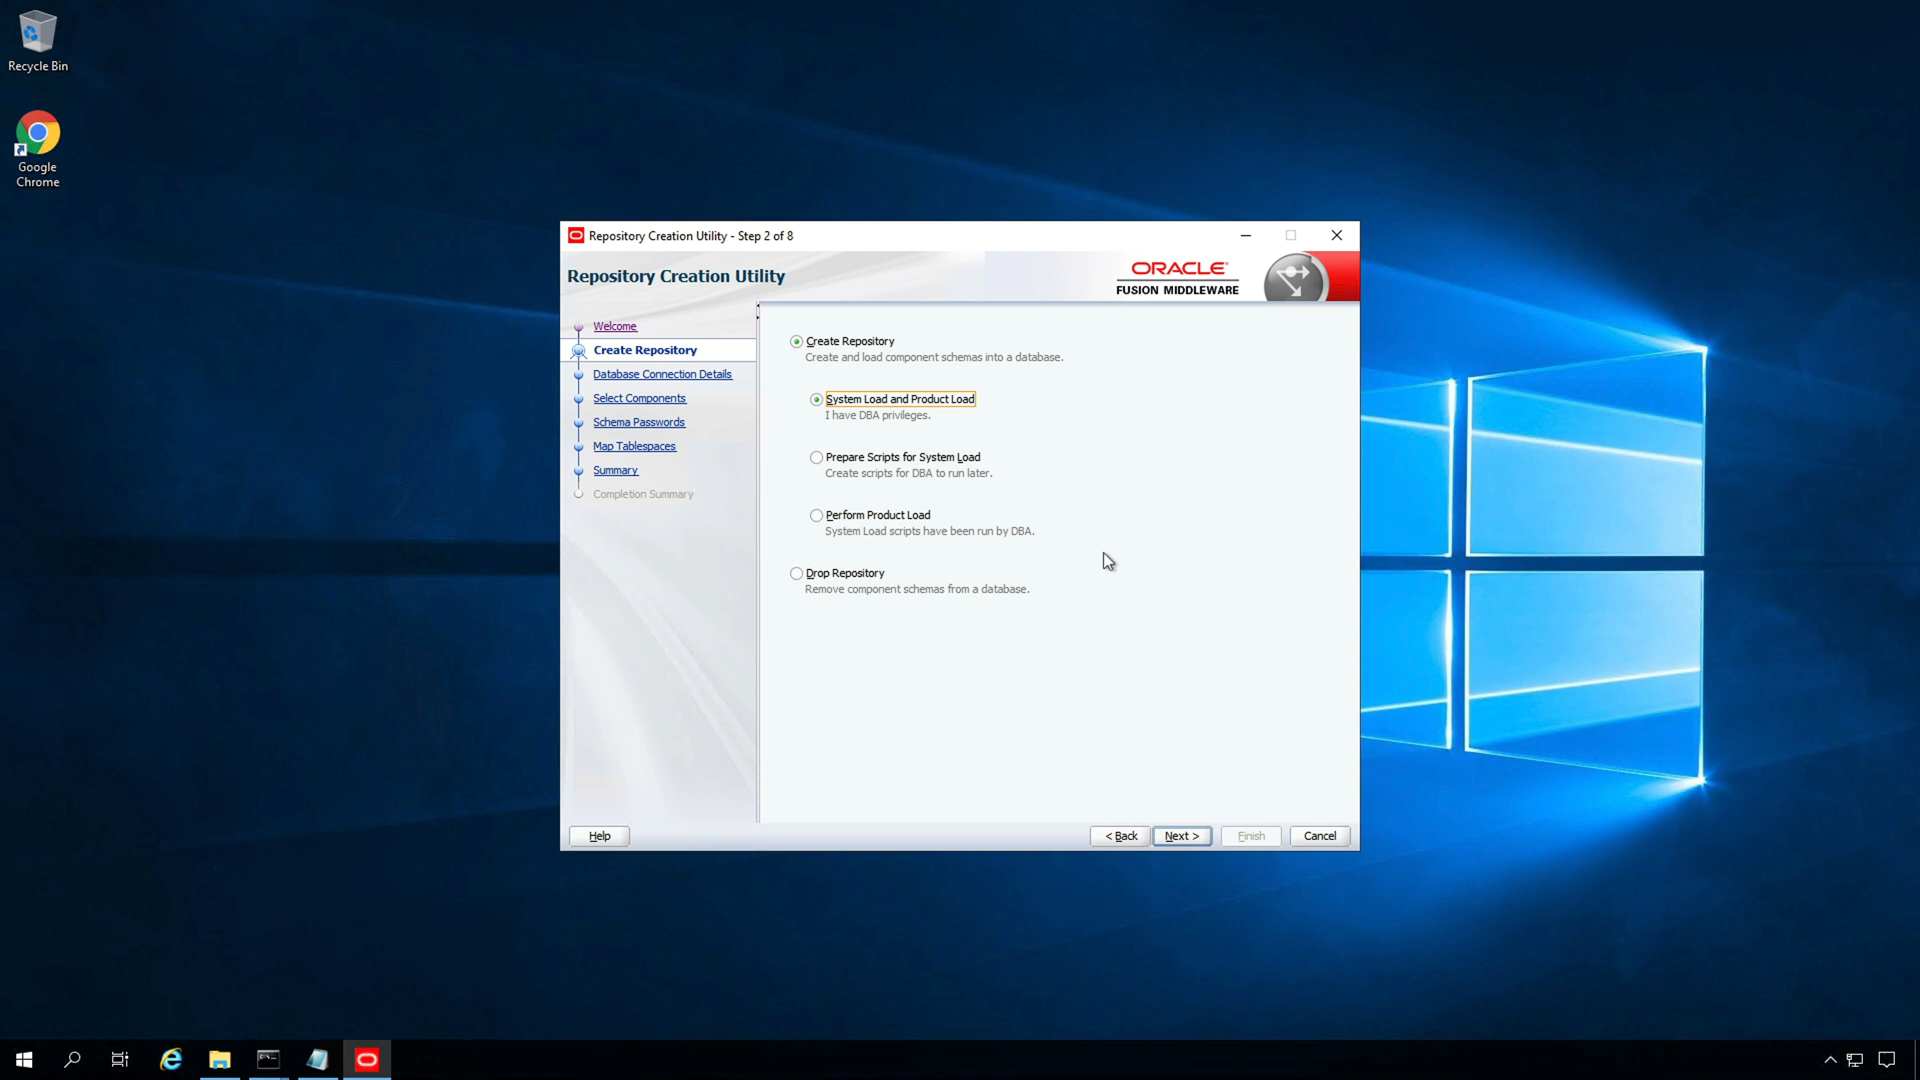 Recycle Bin
Google
Chrome
Repository Creation Utility - Step 2 of 8
Repository Creation Utility
ORACLE
FUSION MIDDLEWARE
Welcome
Create Repository
Database Connection Details
Select Components
Schema Passwords
Map Tablespaces
Summary
Completion Summary
Create Repository
Create and load component schemas into a database.
System Load and Product Load
I have DBA privileges.
Prepare Scripts for System Load
Create scripts for DBA to run later.
Perform Product Load
System Load scripts have been run by DBA.
Drop Repository
Remove component schemas from a database.
Help
< Back
Next >
Finish
Cancel